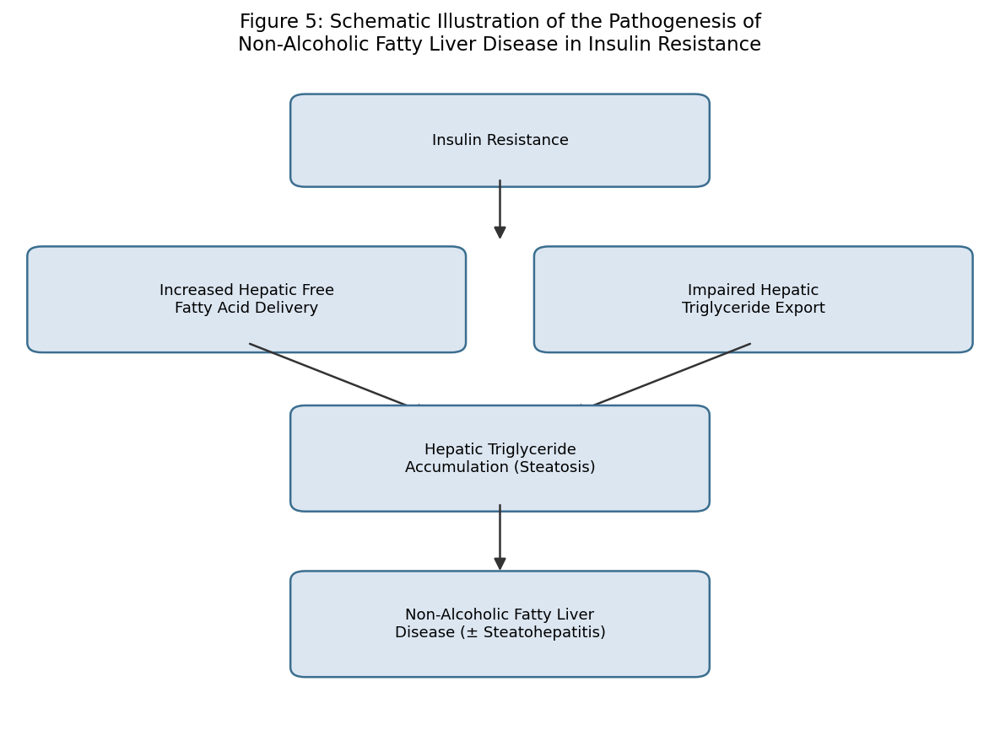 Figure 5: Schematic Illustration of the Pathogenesis of
Non-Alcoholic Fatty Liver Disease in Insulin Resistance
Insulin Resistance
Increased Hepatic Free
Fatty Acid Delivery
Impaired Hepatic
Triglyceride Export
Hepatic Triglyceride
Accumulation (Steatosis)
Non-Alcoholic Fatty Liver
Disease (± Steatohepatitis)